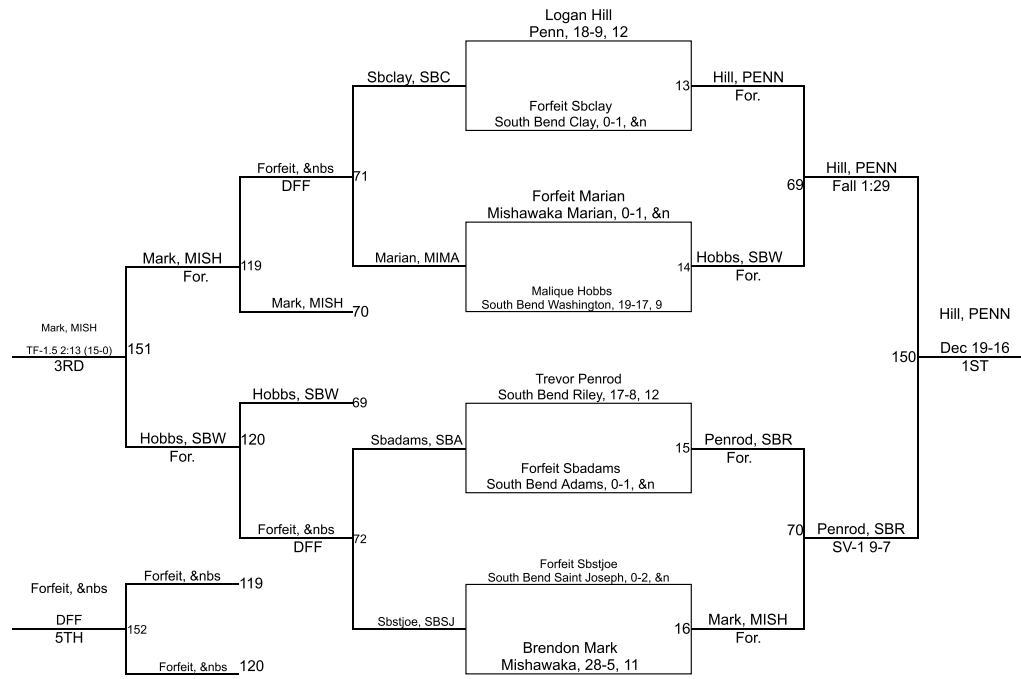 Logan Hill
Penn, 18-9, 12
Sbclay, SBC
13
Hill, PENN
For.
Forfeit Sbclay
South Bend Clay, 0-1, &n
Forfeit, &nbs
DFF
71
Hill, PENN
Fall 1:29
69
Forfeit Marian
Mishawaka Marian, 0-1, &n
Marian, MIMA
14
Hobbs, SBW
For.
Mark, MISH
For.
119
Malique Hobbs
South Bend Washington, 19-17, 9
Mark, MISH
70
Mark, MISH
TF-1.5 2:13 (15-0)
3RD
151
Hill, PENN
Dec 19-16
1ST
150
Trevor Penrod
South Bend Riley, 17-8, 12
Hobbs, SBW
69
Hobbs, SBW
For.
120
Sbadams, SBA
15
Penrod, SBR
For.
Forfeit Sbadams
South Bend Adams, 0-1, &n
Forfeit, &nbs
DFF
72
70
Penrod, SBR
SV-1 9-7
Forfeit Sbstjoe
South Bend Saint Joseph, 0-2, &n
Forfeit, &nbs
119
Forfeit, &nbs
DFF
5TH
152
Sbstjoe, SBSJ
16
Mark, MISH
For.
Brendon Mark
Mishawaka, 28-5, 11
Forfeit, &nbs
120